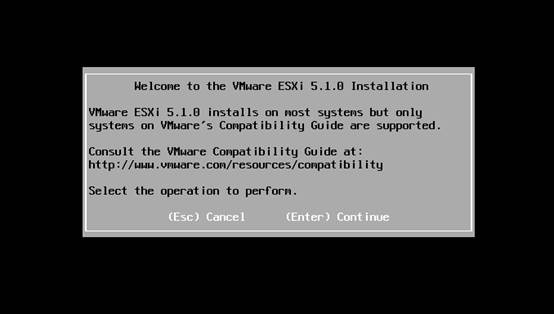 Welcome to the VMware ESXi 5.1.0 Installation
VMware ESXi 5.1.0 installs on most systems but only
systems on VMware's Compatibility Guide are supported.
Consult the VMware Compatibility Guide at:
http://www.vmware.com/resources/compatibility
Select the operation to perform.
(Esc) Cancel (Enter) Continue